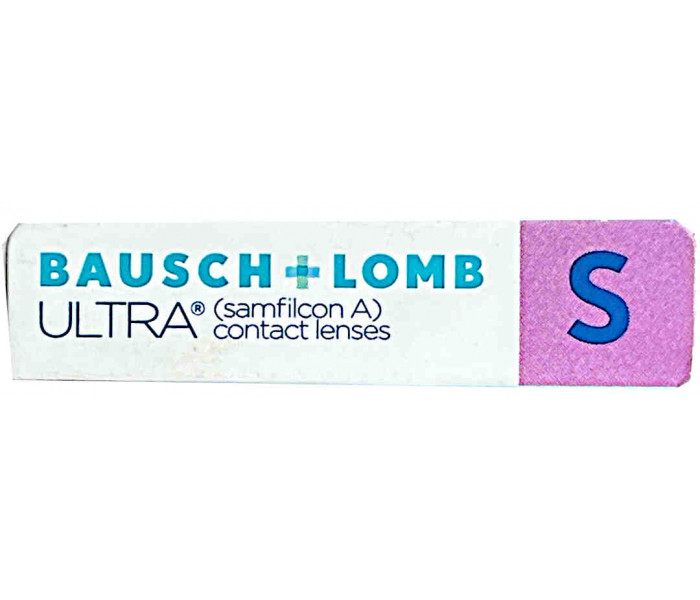 BAUSCH + LOMB
ULTRA® (samfilcon A)
contact lenses
S